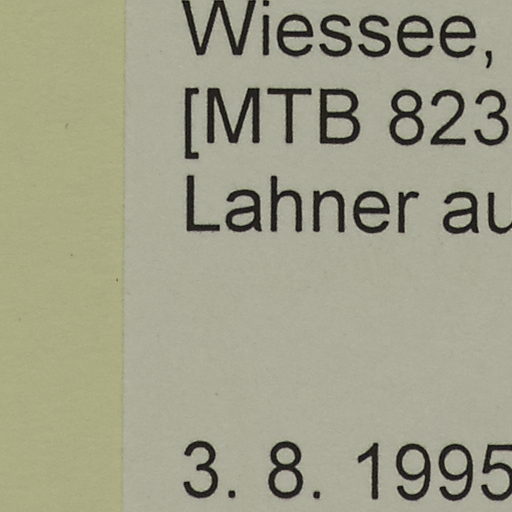 Wiessee,
[MTB 823
Lahner au
3. 8. 1995